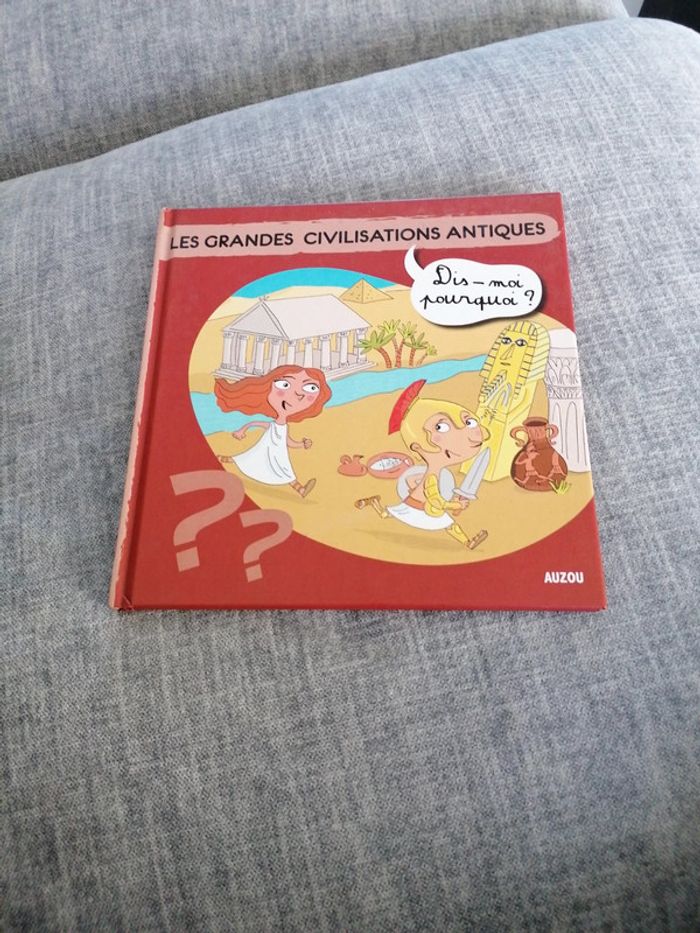 LES GRANDES CIVILISATIONS ANTIQUES
Dis-moi
pourquoi ?
??
AUZOU